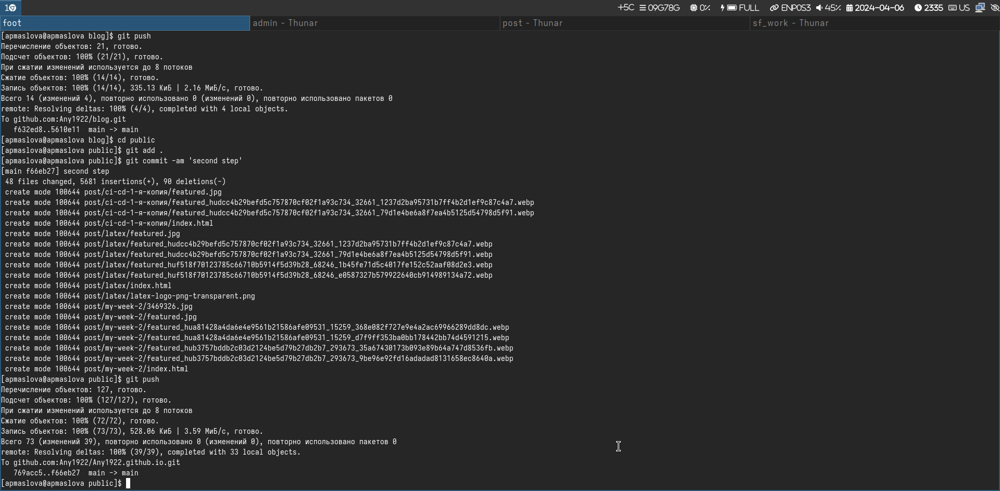 1
+5C 09G78G 0% FULL ENP0S3 45% 2024-04-06 2335 US
foot admin - Thunar post - Thunar sf_work - Thunar
[apmaslova@apmaslova blog]$ git push
Перечисление объектов: 21, готово.
Подсчет объектов: 100% (21/21), готово.
При сжатии изменений используется до 8 потоков
Сжатие объектов: 100% (14/14), готово.
Запись объектов: 100% (14/14), 335.13 КиБ | 2.16 МиБ/с, готово.
Всего 14 (изменений 4), повторно использовано 0 (изменений 0), повторно использовано пакетов 0
remote: Resolving deltas: 100% (4/4), completed with 4 local objects.
To github.com:Any1922/blog.git
   f632ed8..5610e11  main -> main
[apmaslova@apmaslova blog]$ cd public
[apmaslova@apmaslova public]$ git add .
[apmaslova@apmaslova public]$ git commit -am 'second step'
[main f66eb27] second step
 48 files changed, 5681 insertions(+), 90 deletions(-)
 create mode 100644 post/ci-cd-1-я-копия/featured.jpg
 create mode 100644 post/ci-cd-1-я-копия/featured_hudcc4b29befd5c757870cf02f1a93c734_32661_1237d2ba95731b7ff4b2d1ef9c87c4a7.webp
 create mode 100644 post/ci-cd-1-я-копия/featured_hudcc4b29befd5c757870cf02f1a93c734_32661_79d1e4be6a8f7ea4b5125d54798d5f91.webp
 create mode 100644 post/ci-cd-1-я-копия/index.html
 create mode 100644 post/latex/featured.jpg
 create mode 100644 post/latex/featured_hudcc4b29befd5c757870cf02f1a93c734_32661_1237d2ba95731b7ff4b2d1ef9c87c4a7.webp
 create mode 100644 post/latex/featured_hudcc4b29befd5c757870cf02f1a93c734_32661_79d1e4be6a8f7ea4b5125d54798d5f91.webp
 create mode 100644 post/latex/featured_huf518f70123785c66710b5914f5d39b28_68246_1b45fe71d5c4017fe152c52aaf08d2e3.webp
 create mode 100644 post/latex/featured_huf518f70123785c66710b5914f5d39b28_68246_e0587327b579922640cb914989134a72.webp
 create mode 100644 post/latex/index.html
 create mode 100644 post/latex/latex-logo-png-transparent.png
 create mode 100644 post/my-week-2/3469326.jpg
 create mode 100644 post/my-week-2/featured.jpg
 create mode 100644 post/my-week-2/featured_hua81428a4da6e4e9561b21586afe09531_15259_368e082f727e9e4a2ac69966289dd8dc.webp
 create mode 100644 post/my-week-2/featured_hua81428a4da6e4e9561b21586afe09531_15259_d7f9ff353ba0bb178442bb74d4591215.webp
 create mode 100644 post/my-week-2/featured_hub3757bddb2c03d2124be5d79b27db2b7_293673_35a67430173b093e89b64a747d8536fb.webp
 create mode 100644 post/my-week-2/featured_hub3757bddb2c03d2124be5d79b27db2b7_293673_9be96e92fd16adadad8131658ec8640a.webp
 create mode 100644 post/my-week-2/index.html
[apmaslova@apmaslova public]$ git push
Перечисление объектов: 127, готово.
Подсчет объектов: 100% (127/127), готово.
При сжатии изменений используется до 8 потоков
Сжатие объектов: 100% (72/72), готово.
Запись объектов: 100% (73/73), 528.06 КиБ | 3.59 МиБ/с, готово.
Всего 73 (изменений 39), повторно использовано 0 (изменений 0), повторно использовано пакетов 0
remote: Resolving deltas: 100% (39/39), completed with 33 local objects.
To github.com:Any1922/Any1922.github.io.git
   769acc5..f66eb27  main -> main
[apmaslova@apmaslova public]$